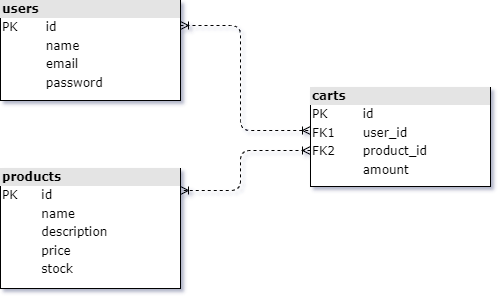 users
PK id
name
email
password
carts
PK id
FK1 user_id
FK2 product_id
amount
products
PK id
name
description
price
stock